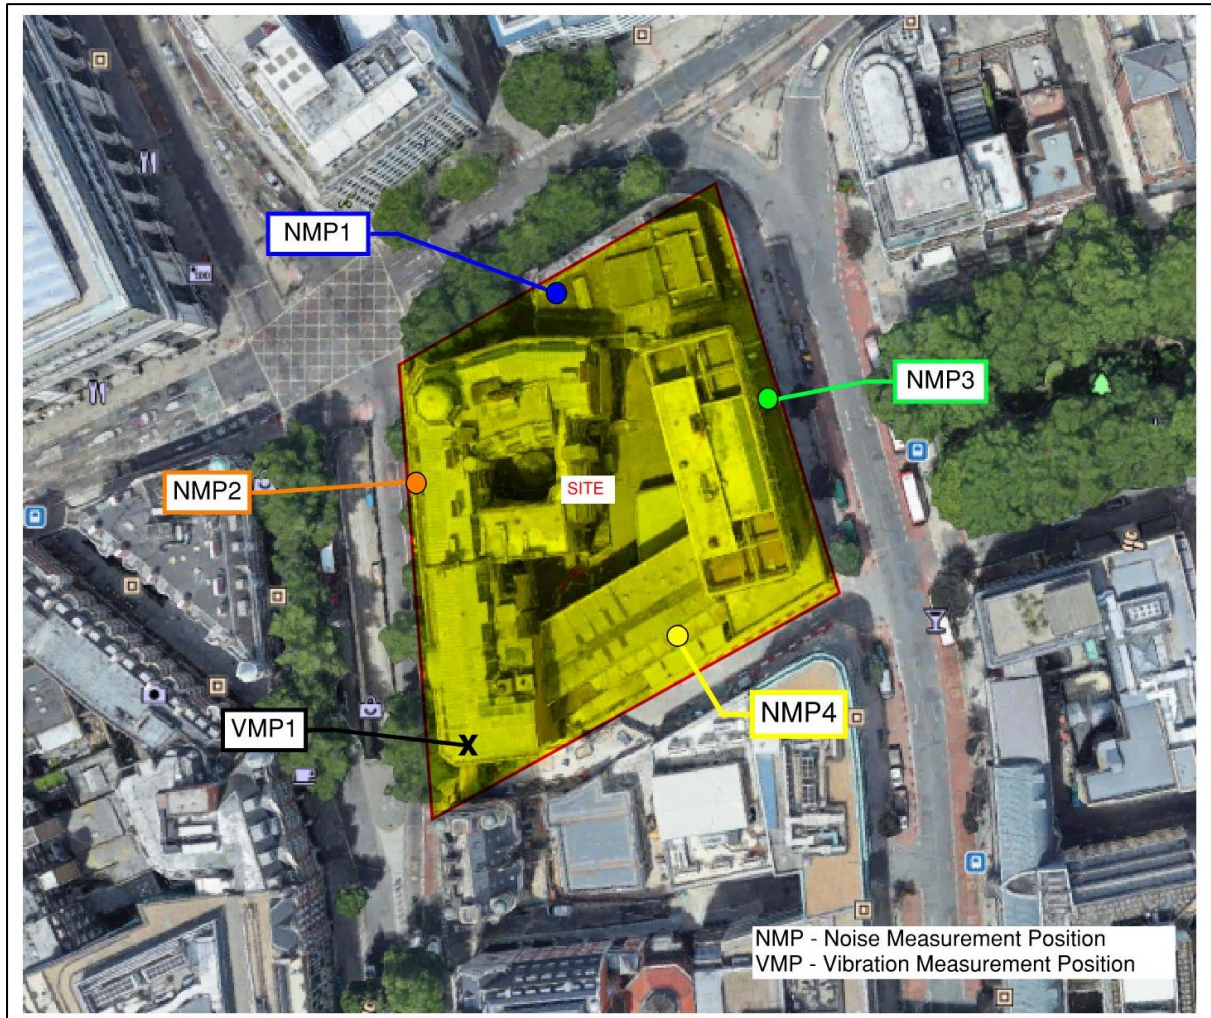 NMP1
NMP3
NMP2
SITE
NMP4
VMP1
X
NMP - Noise Measurement Position
VMP - Vibration Measurement Position